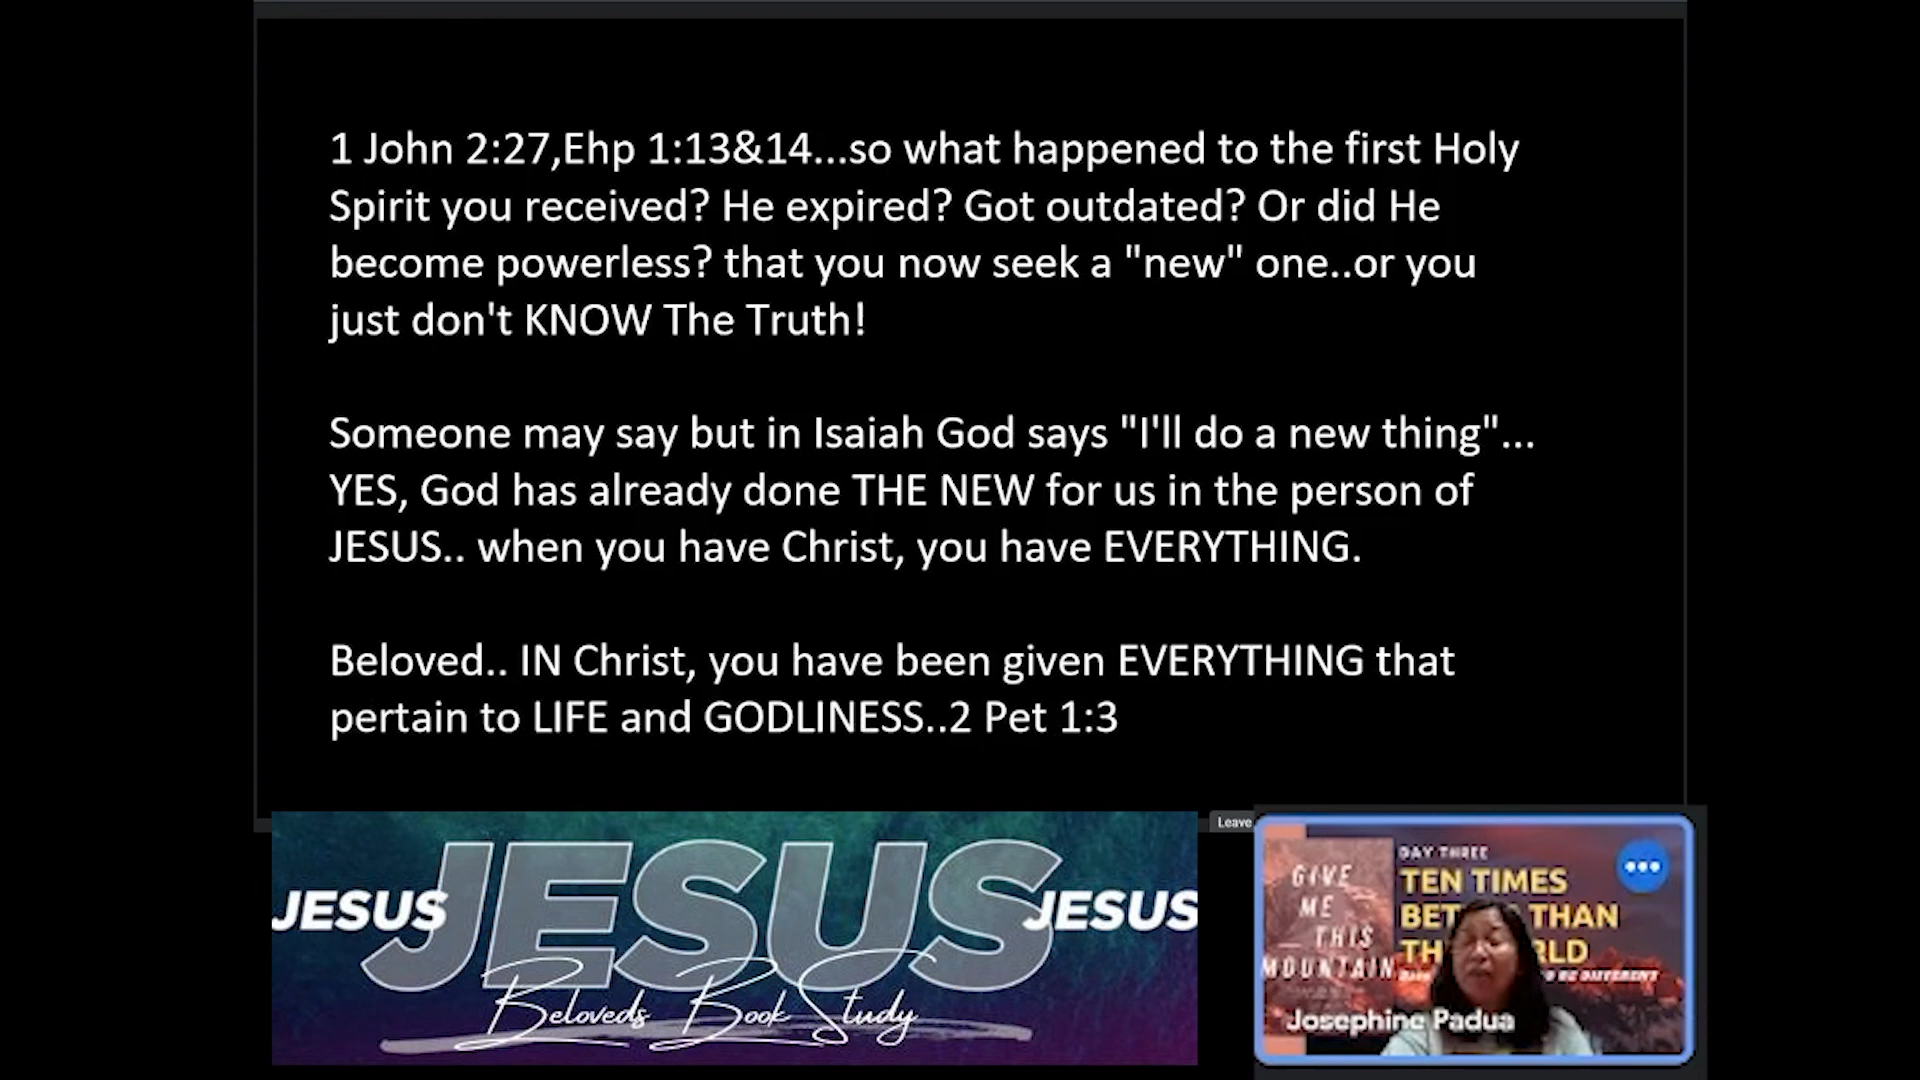 1 John 2:27,Ehp 1:13&14...so what happened to the first Holy
Spirit you received? He expired? Got outdated? Or did He
become powerless? that you now seek a "new" one..or you
just don't KNOW The Truth!
Someone may say but in Isaiah God says "I'll do a new thing"...
YES, God has already done THE NEW for us in the person of
JESUS.. when you have Christ, you have EVERYTHING.
Beloved.. IN Christ, you have been given EVERYTHING that
pertain to LIFE and GODLINESS..2 Pet 1:3
JESUS
JESUS
JESUS
Beloveds Book Study
Leave
GIVE
ME
THIS
MOUNTAIN
DAY THREE
TEN TIMES
THAN
BE DIFFERENT
Josephine Padua